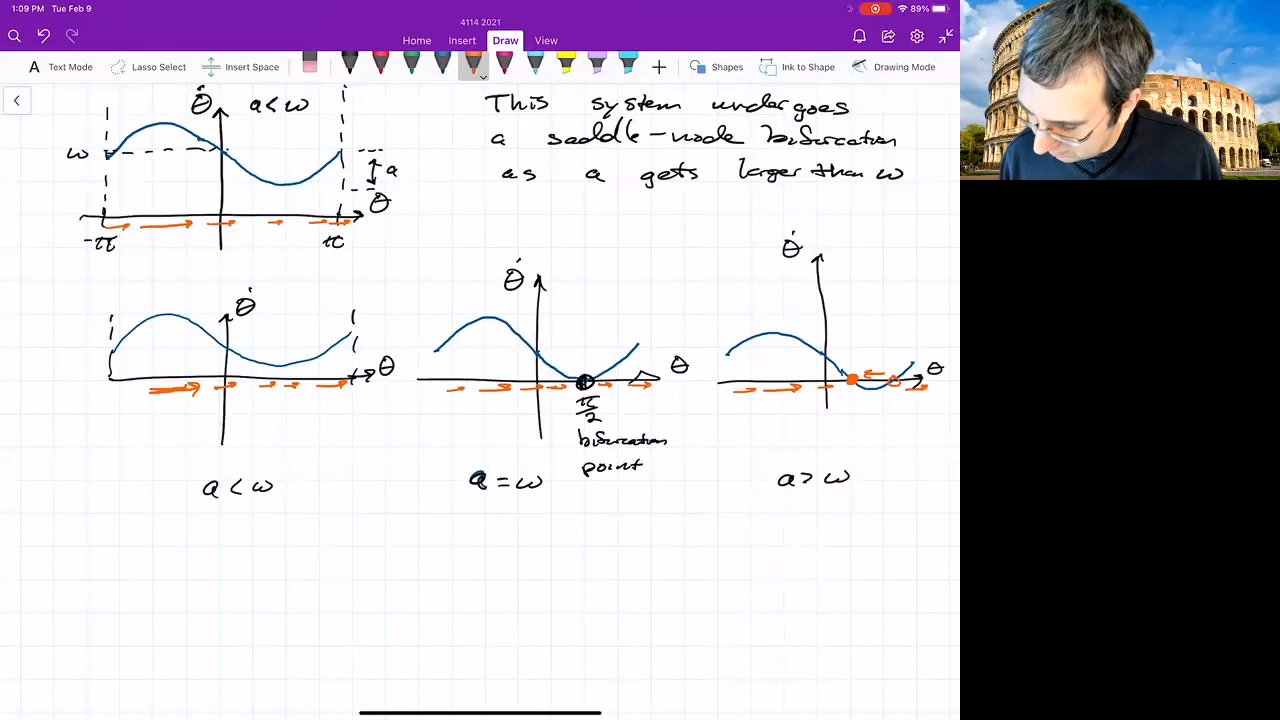 1:09 PM Tue Feb 9
89%
4114 2021
Home Insert Draw View
Text Mode Lasso Select Insert Space Shapes Ink to Shape Drawing Mode
θ̇ a < ω
ω
a
θ
-π π
This system undergoes
a saddle-node bifurcation
as a gets larger than ω
θ̇
θ
a < ω
θ̇
θ
π/2
bifurcation
point
a = ω
θ̇
θ
a > ω